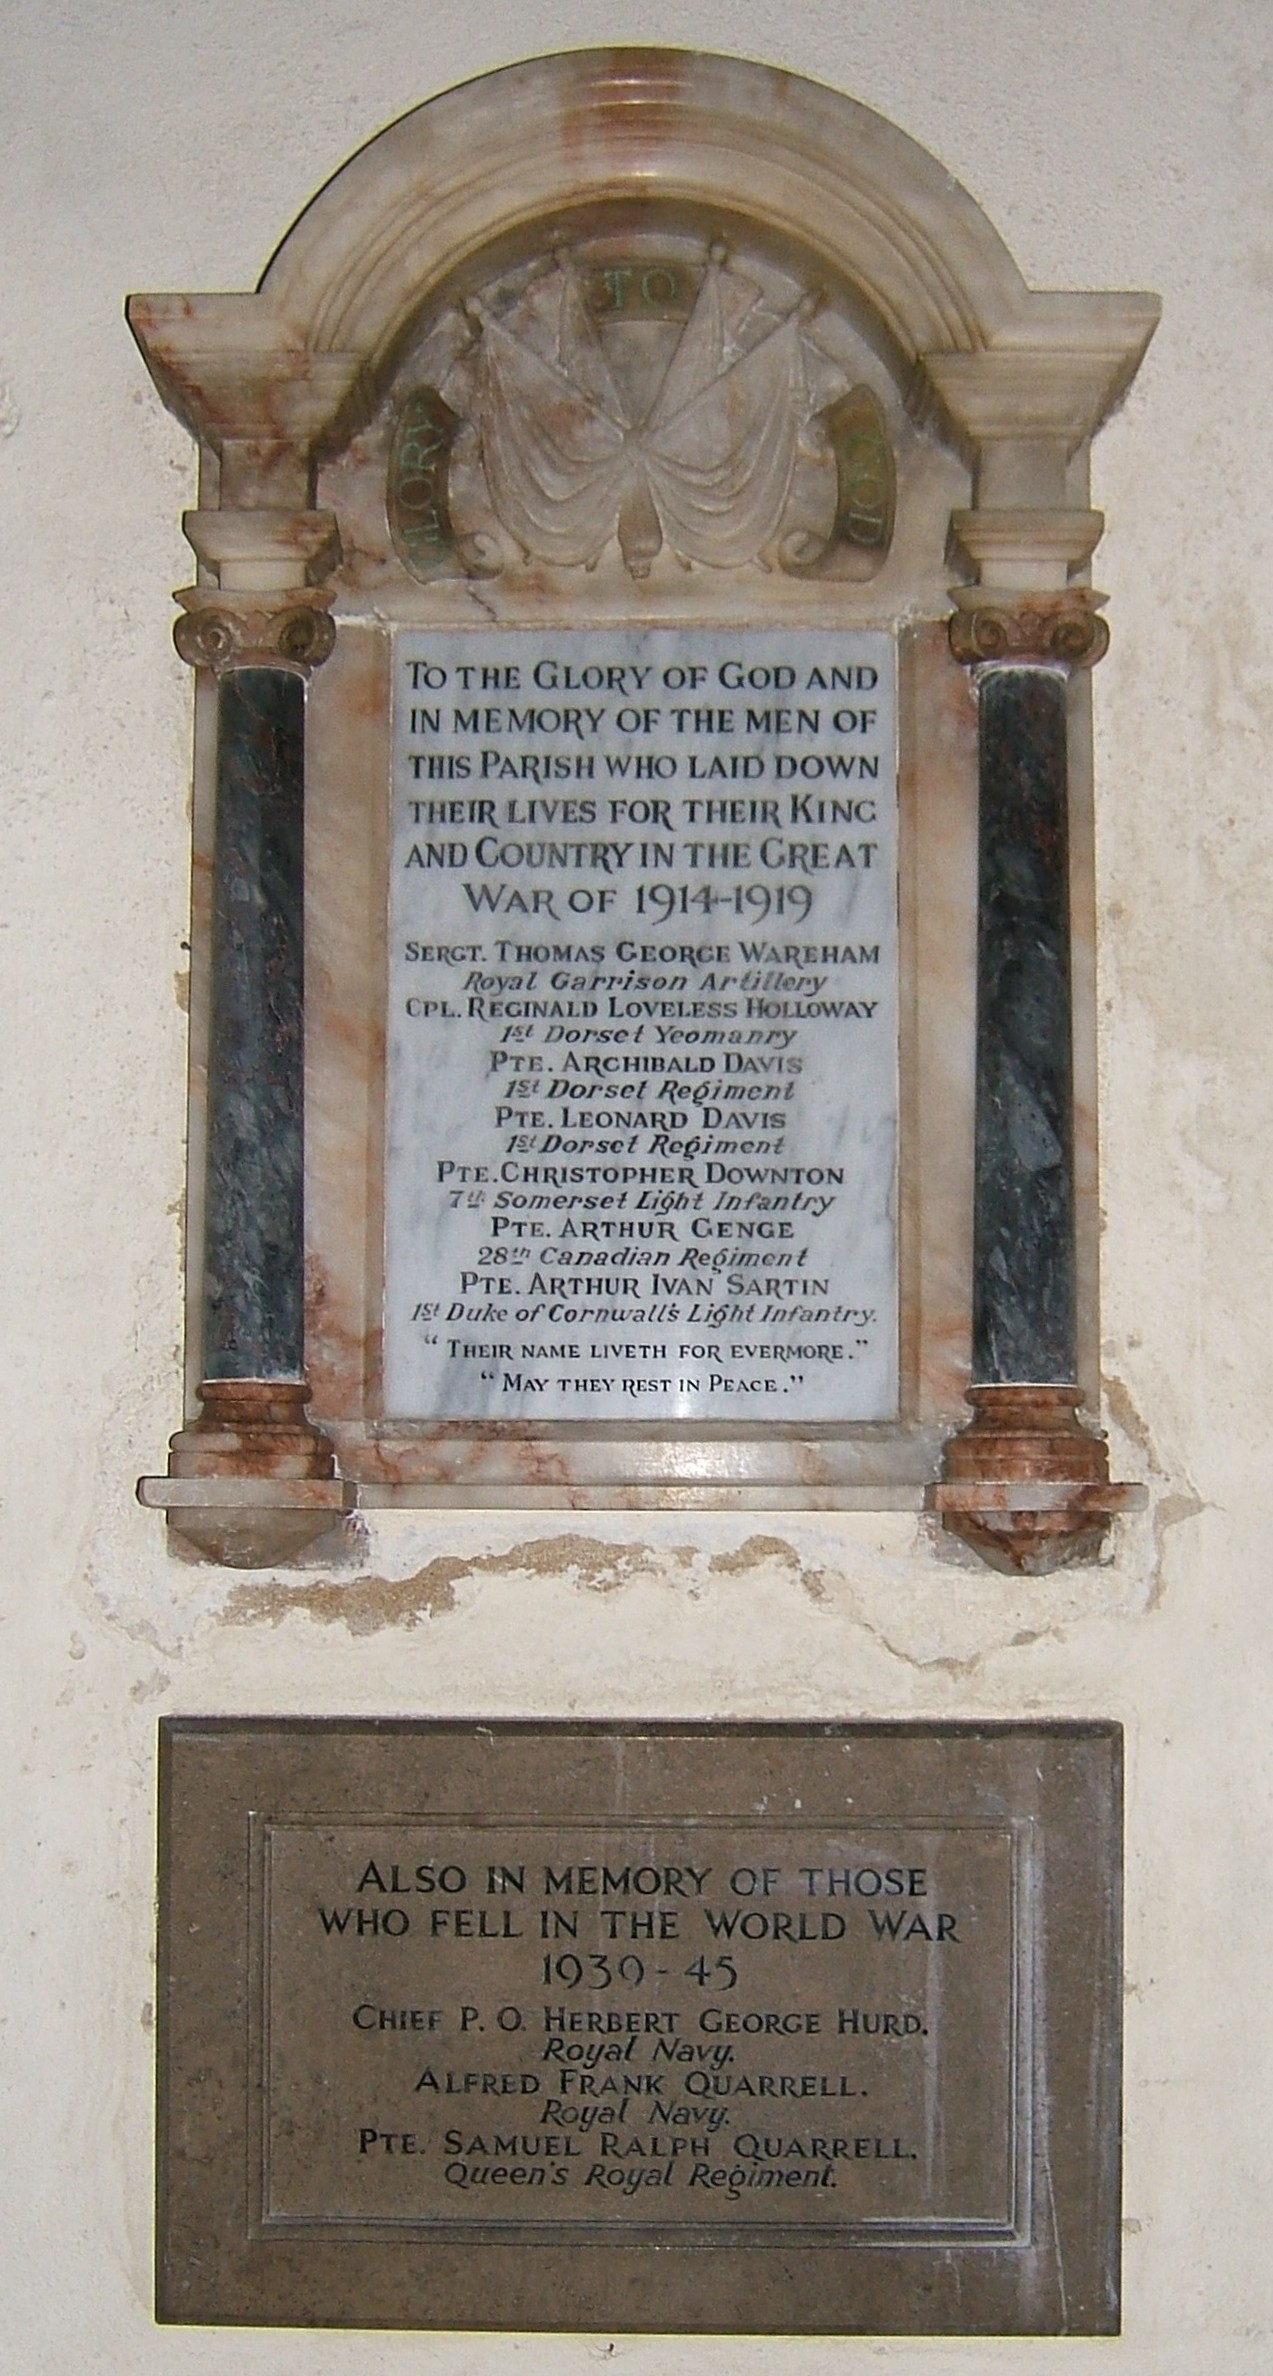 GLORY TO GOD
TO THE GLORY OF GOD AND
IN MEMORY OF THE MEN OF
THIS PARISH WHO LAID DOWN
THEIR LIVES FOR THEIR KING
AND COUNTRY IN THE GREAT
WAR OF 1914-1919
SERGT. THOMAS GEORGE WAREHAM
Royal Garrison Artillery
CPL. REGINALD LOVELESS HOLLOWAY
1st Dorset Yeomanry
PTE. ARCHIBALD DAVIS
1st Dorset Regiment
PTE. LEONARD DAVIS
1st Dorset Regiment
PTE. CHRISTOPHER DOWNTON
7th Somerset Light Infantry
PTE. ARTHUR GENGE
28th Canadian Regiment
PTE. ARTHUR IVAN SARTIN
1st Duke of Cornwall's Light Infantry.
"THEIR NAME LIVETH FOR EVERMORE."
"MAY THEY REST IN PEACE."
ALSO IN MEMORY OF THOSE
WHO FELL IN THE WORLD WAR
1939-45
CHIEF P. O. HERBERT GEORGE HURD.
Royal Navy.
ALFRED FRANK QUARRELL.
Royal Navy.
PTE. SAMUEL RALPH QUARRELL.
Queen's Royal Regiment.